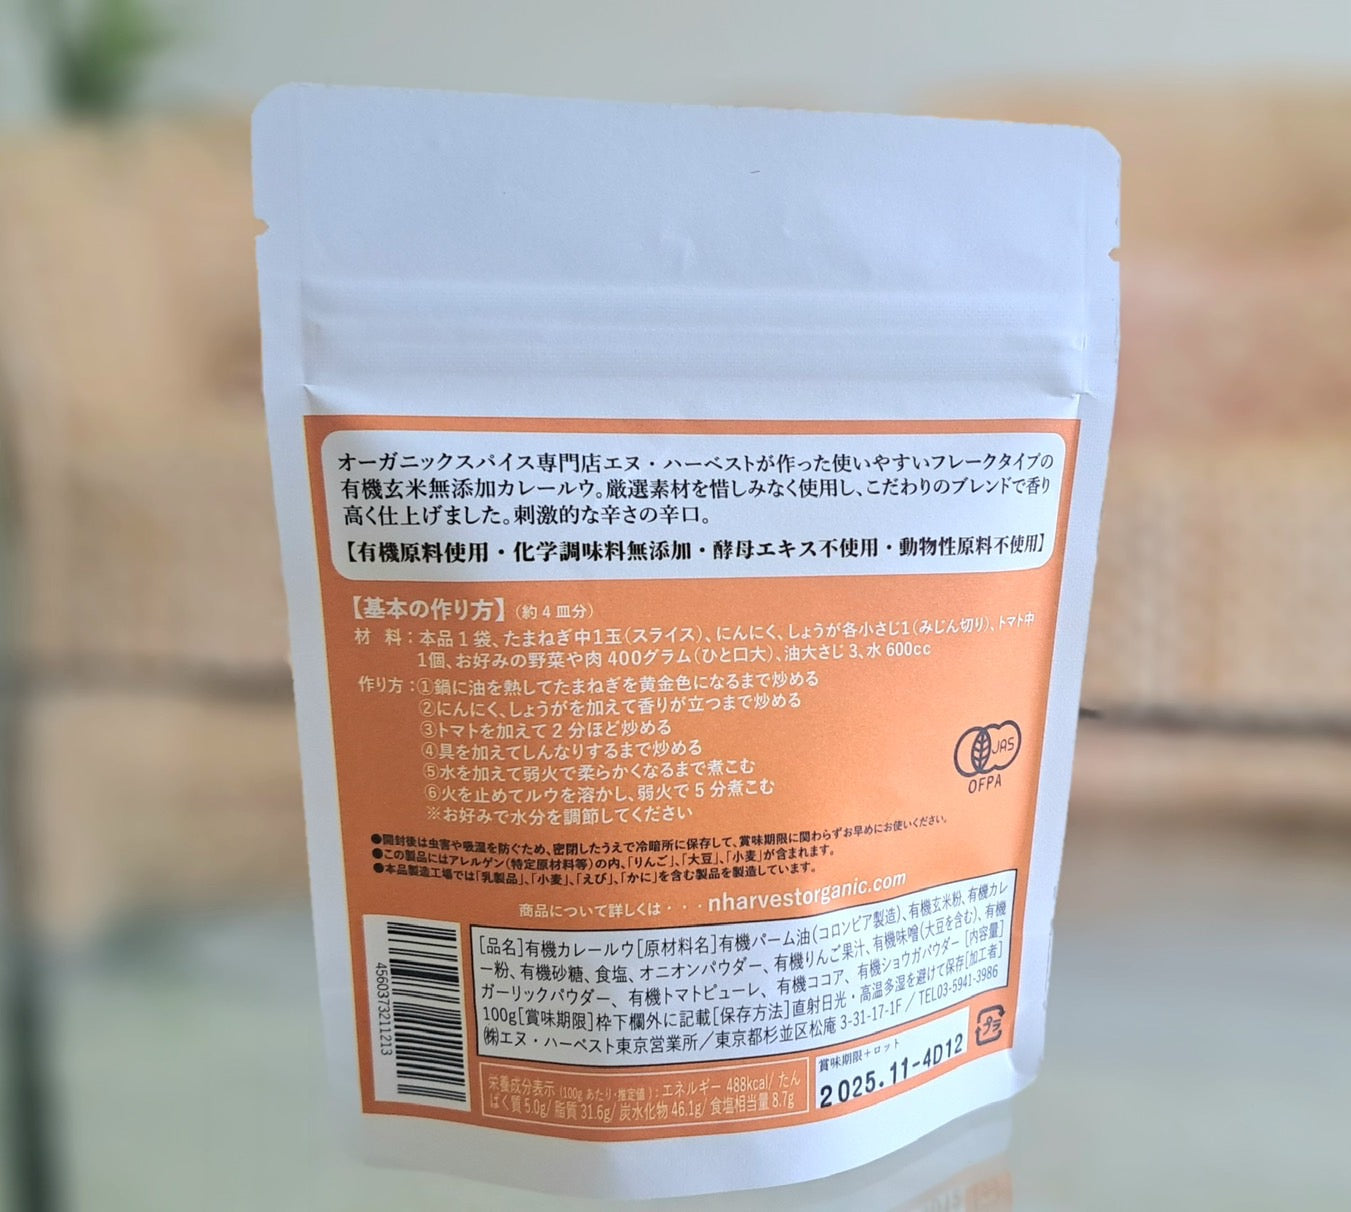 オーガニックスパイス専門店エヌ・ハーベストが作った使いやすいフレークタイプの
有機玄米無添加カレールウ。厳選素材を惜しみなく使用し、こだわりのブレンドで香り
高く仕上げました。刺激的な辛さの辛口。
【有機原料使用・化学調味料無添加・酵母エキス不使用・動物性原料不使用】
【基本の作り方】(約4皿分)
材 料:本品1袋、たまねぎ中1玉(スライス)、にんにく、しょうが各小さじ1(みじん切り)、トマト中
1個、お好みの野菜や肉 400グラム(ひと口大)、油大さじ 3、水 600cc
作り方:①鍋に油を熱してたまねぎを黄金色になるまで炒める
②にんにく、しょうがを加えて香りが立つまで炒める
③トマトを加えて 2 分ほど炒める
④具を加えてしんなりするまで炒める
⑤水を加えて弱火で柔らかくなるまで煮こむ
⑥火を止めてルウを溶かし、弱火で 5 分煮こむ
※お好みで水分を調節してください
JAS
OFPA
●開封後は虫害や吸湿を防ぐため、密閉したうえで冷暗所に保存して、賞味期限に関わらずお早めにお使いください。
●この製品にはアレルゲン(特定原材料等)の内、「りんご」、「大豆」、「小麦」が含まれます。
●本品製造工場では「乳製品」、「小麦」、「えび」、「かに」を含む製品を製造しています。
商品について詳しくは・・・nharvestorganic.com
[品名]有機カレールウ[原材料名]有機パーム油(コロンビア製造)、有機玄米粉、有機カレ
ー粉、有機砂糖、食塩、オニオンパウダー、有機りんご果汁、有機味噌(大豆を含む)、有機
ガーリックパウダー、有機トマトピューレ、有機ココア、有機ショウガパウダー[内容量]
100g[賞味期限]枠下欄外に記載[保存方法]直射日光・高温多湿を避けて保存[加工者]
㈱エヌ・ハーベスト東京営業所/東京都杉並区松庵 3-31-17-1F/TEL03-5941-3986
4560373211213
栄養成分表示(100gあたり・推定値):エネルギー 488kcal/たん
ぱく質 5.0g/脂質 31.6g/炭水化物 46.1g/食塩相当量 8.7g
賞味期限+ロット
2025.11-4D12
プラ